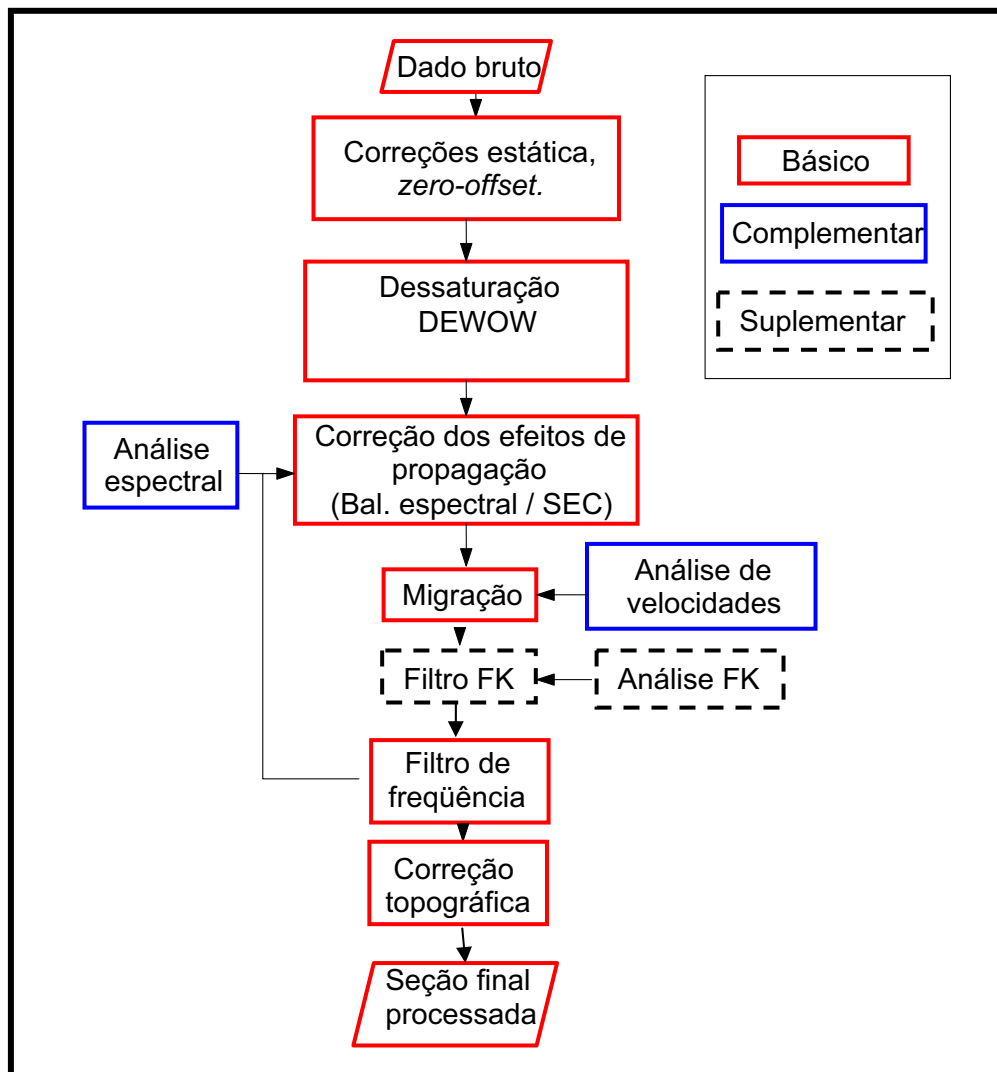 Dado bruto
Correções estática,
zero-offset.
Básico
Complementar
Suplementar
Dessaturação
DEWOW
Análise
espectral
Correção dos efeitos de
propagação
(Bal. espectral / SEC)
Migração
Análise de
velocidades
Filtro FK
Análise FK
Filtro de
freqüência
Correção
topográfica
Seção final
processada